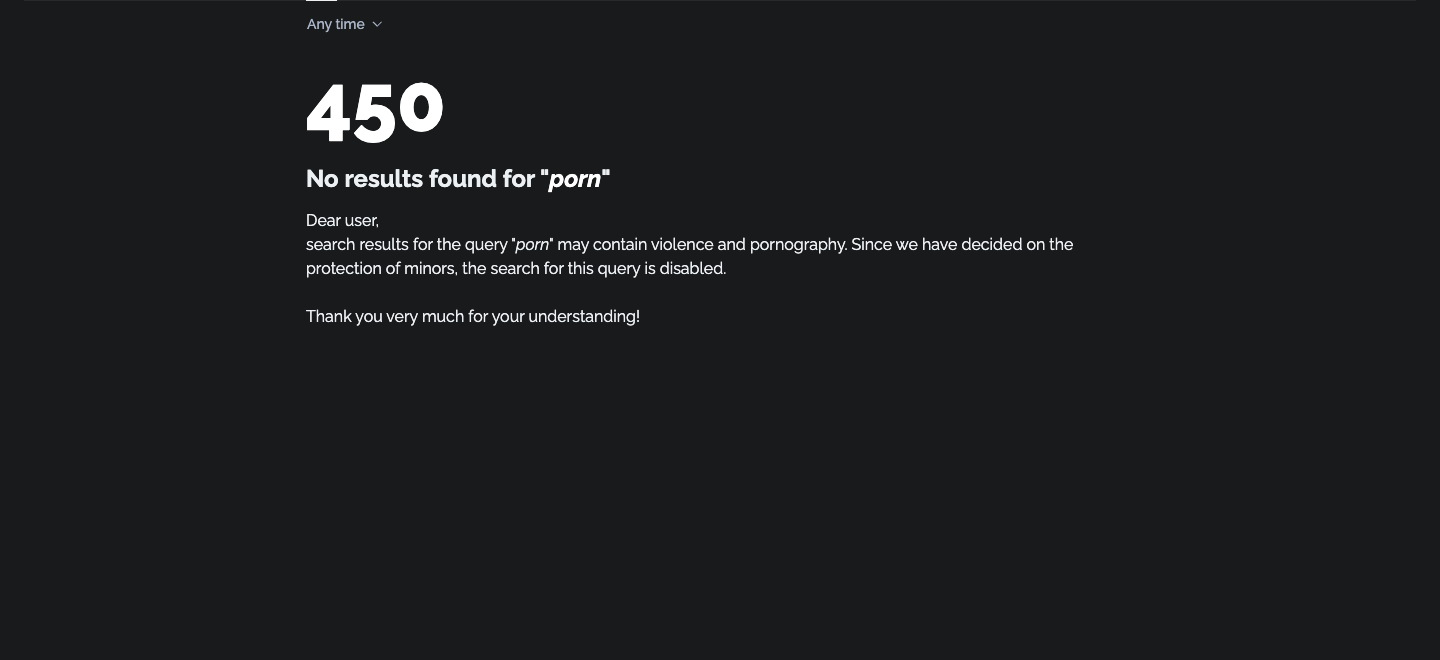 Any time
450
No results found for "porn"
Dear user,
search results for the query "porn" may contain violence and pornography. Since we have decided on the
protection of minors, the search for this query is disabled.
Thank you very much for your understanding!